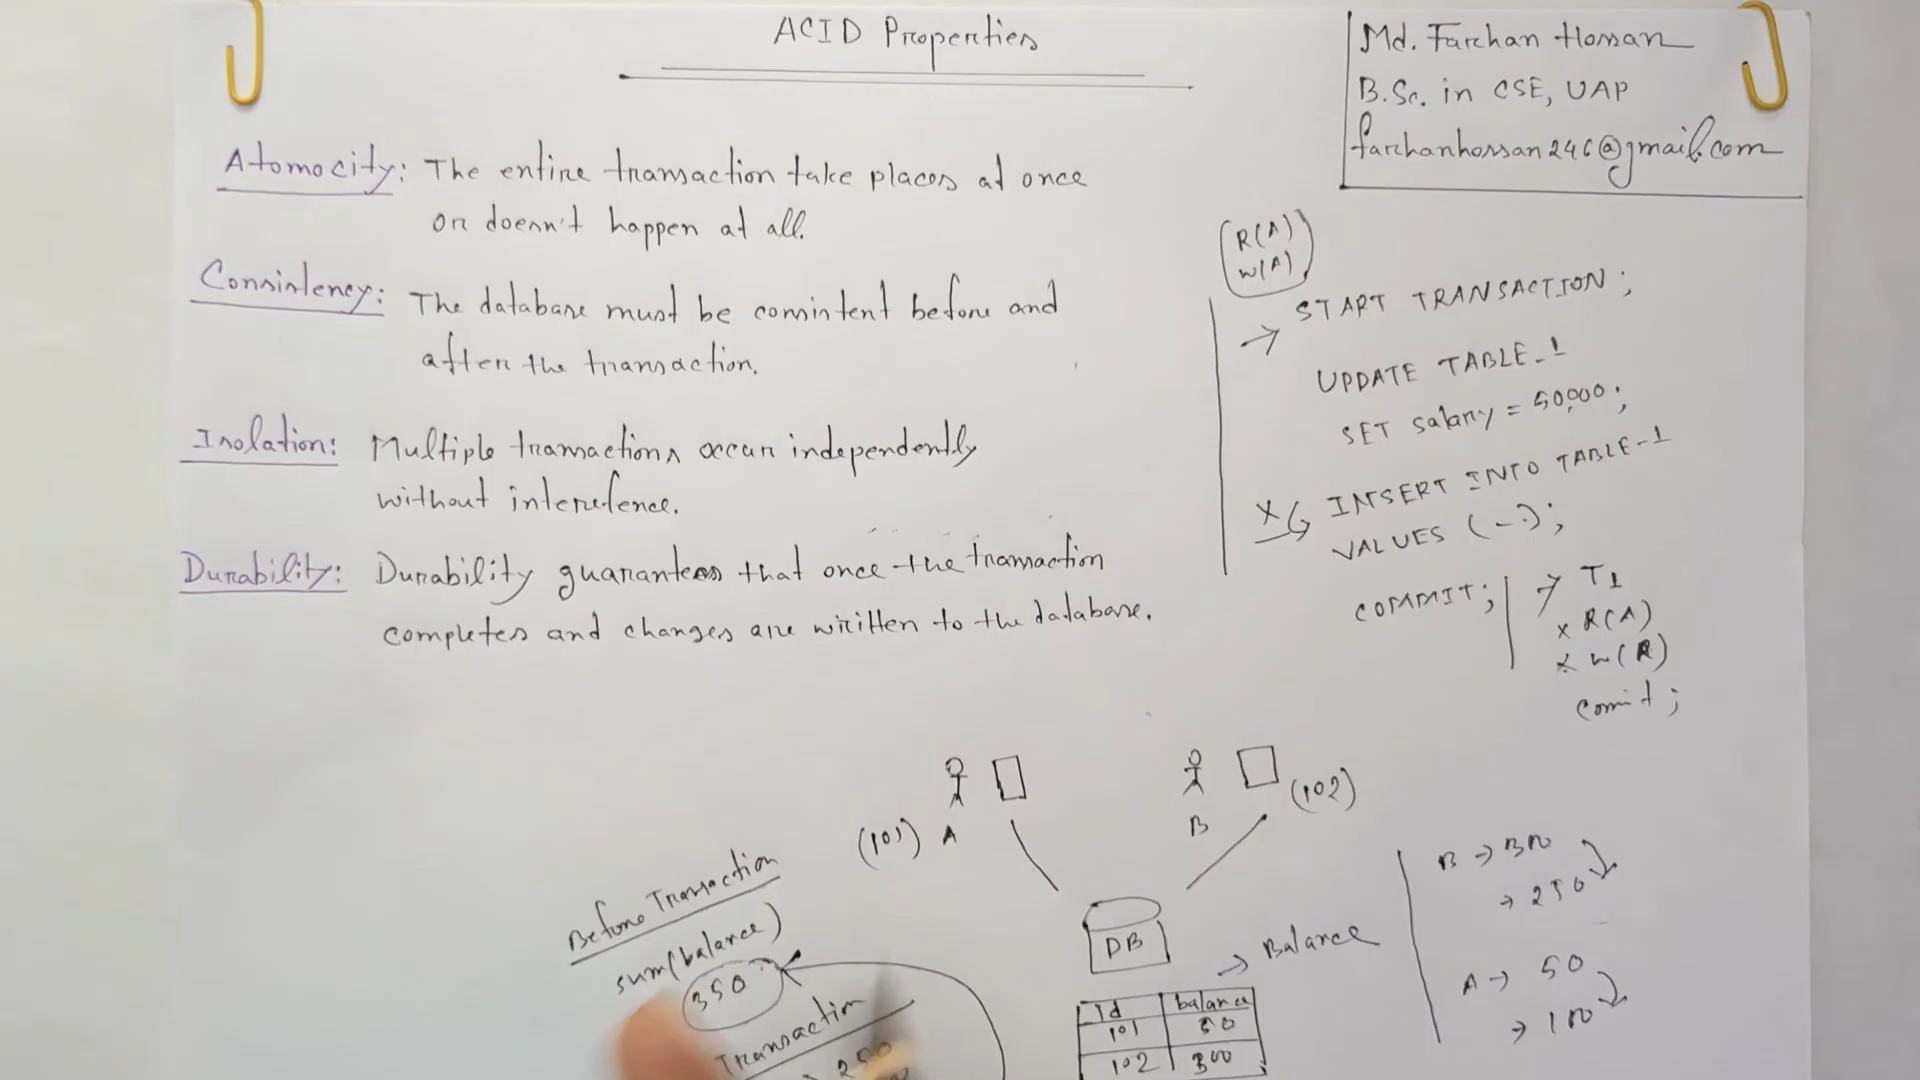 ACID Properties
Md. Farhan Hossan
B.Sc. in CSE, UAP
farhanhossan246@gmail.com
Atomocity: The entire transaction take places at once
or doesn't happen at all.
Consistency: The database must be consistent before and
after the transaction.
Isolation: Multiple transactions occur independently
without interefence.
Durability: Durability guarantees that once the transaction
completes and changes are written to the database.
R(A)
W(A)
START TRANSACTION;
UPDATE TABLE_1
SET salary = 50,000;
INSERT INTO TABLE-1
VALUES (-·);
COMMIT;
T1
R(A)
commit;
(101) A
B (102)
DB
→ Balance
Id balance
101 50
102 300
Before Transaction
sum(balance)
350
Transaction
250
B → 300
→ 250
A → 50
→ 100